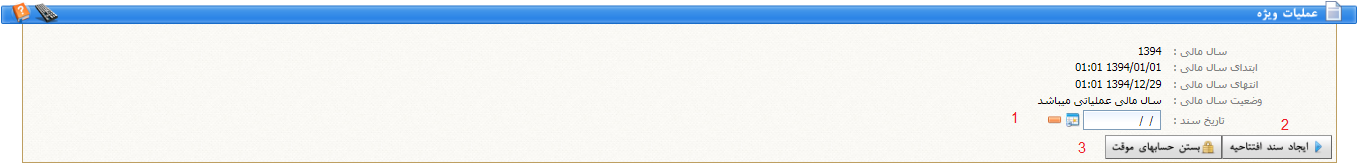 عملیات ویژه
سال مالی : 1394
ابتدای سال مالی : 1394/01/01 01:01
انتهای سال مالی : 1394/12/29 01:01
وضعیت سال مالی : سال مالی عملیاتی میباشد
تاریخ سند : / / 1
2
ایجاد سند افتتاحیه بستن حسابهای موقت 3